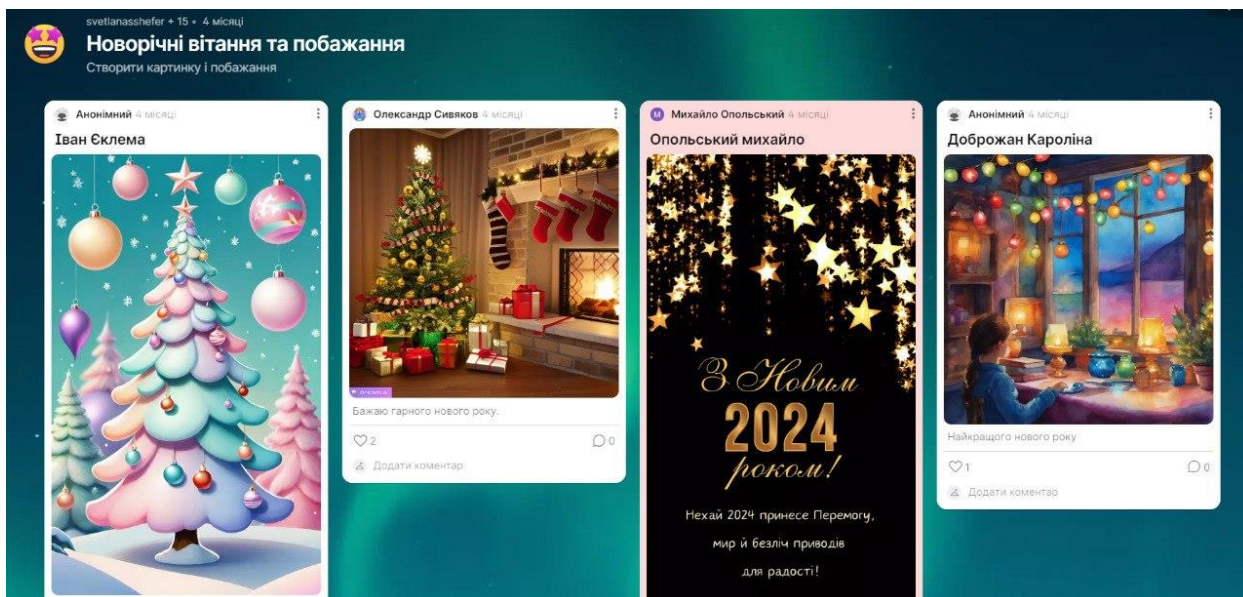 svetlanasshefer + 15 • 4 місяці
Новорічні вітання та побажання
Створити картинку і побажання
Анонімний 4 місяці
Іван Єклема
Олександр Сивяков 4 місяці
Бажаю гарного нового року.
2
0
Додати коментар
М Михайло Опольський 4 місяці
Опольський михайло
З Новим
2024
роком!
Нехай 2024 принесе Перемогу,
мир й безліч приводів
для радості!
Анонімний 4 місяці
Доброжан Кароліна
Найкращого нового року
1
0
Додати коментар